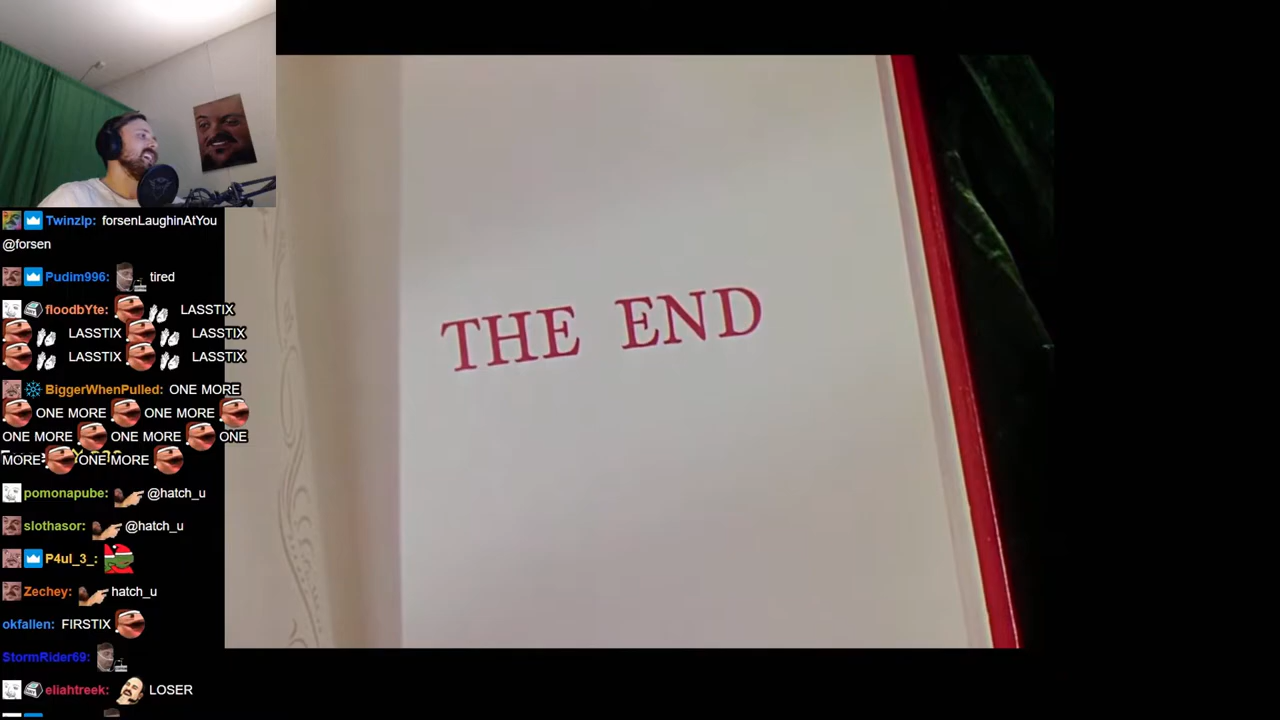 THE END
Twinzlp: forsenLaughinAtYou
@forsen
Pudim996: tired
floodbYte: LASSTIX
LASSTIX LASSTIX
LASSTIX LASSTIX
BiggerWhenPulled: ONE MORE
ONE MORE ONE MORE
ONE MORE ONE MORE ONE
MORE ONE MORE
pomonapube: @hatch_u
slothasor: @hatch_u
P4ul_3_:
Zechey: hatch_u
okfallen: FIRSTIX
StormRider69:
eliahtreek: LOSER